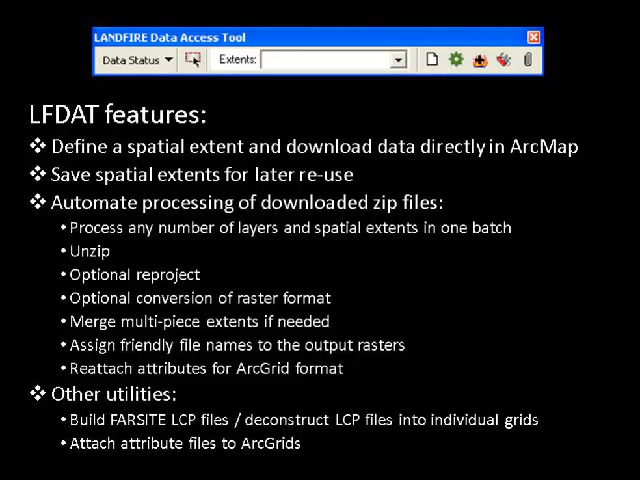 LANDFIRE Data Access Tool
Data Status Extents:
LFDAT features:
❖ Define a spatial extent and download data directly in ArcMap
❖ Save spatial extents for later re-use
❖ Automate processing of downloaded zip files:
• Process any number of layers and spatial extents in one batch
• Unzip
• Optional reproject
• Optional conversion of raster format
• Merge multi-piece extents if needed
• Assign friendly file names to the output rasters
• Reattach attributes for ArcGrid format
❖ Other utilities:
• Build FARSITE LCP files / deconstruct LCP files into individual grids
• Attach attribute files to ArcGrids